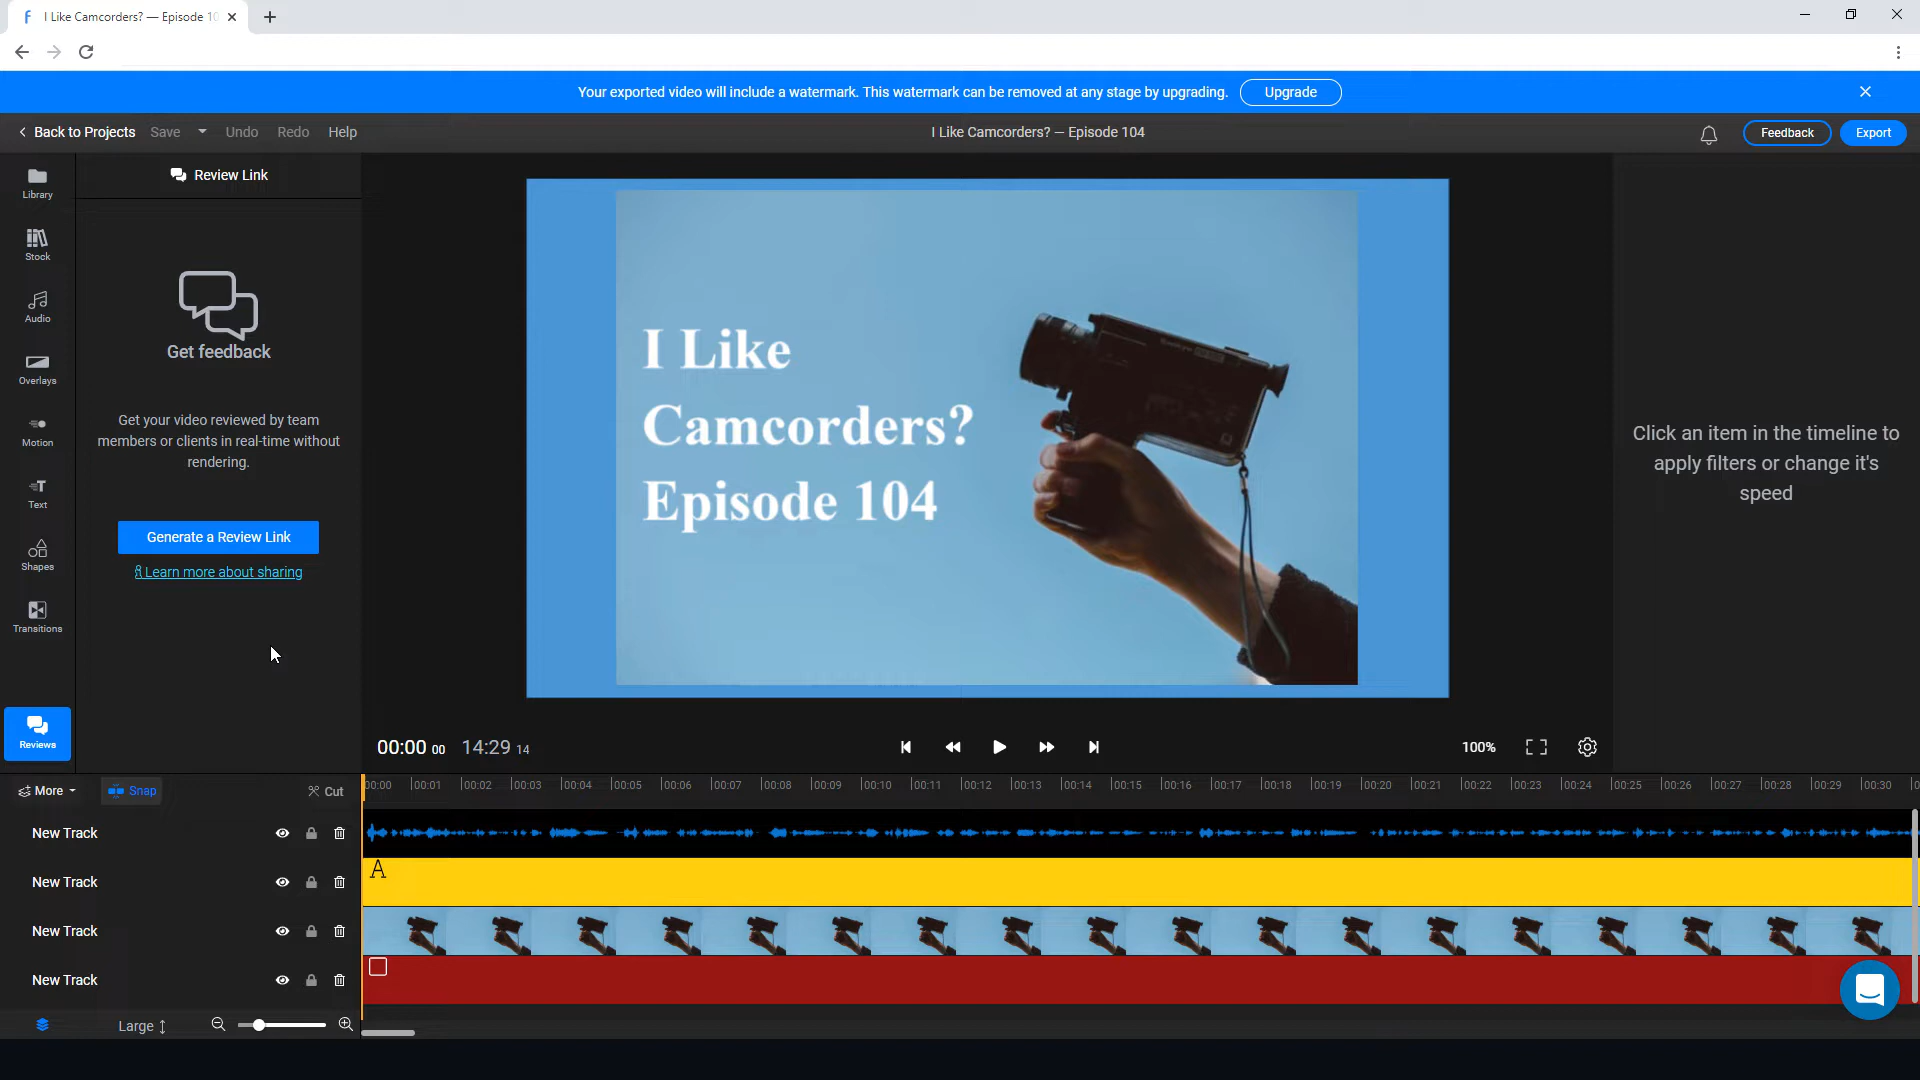 I Like Camcorders? — Episode 10
Your exported video will include a watermark. This watermark can be removed at any stage by upgrading.
Upgrade
Back to Projects
Save
Undo
Redo
Help
I Like Camcorders? — Episode 104
Feedback
Export
Library
Stock
Audio
Overlays
Motion
Text
Shapes
Transitions
Reviews
Review Link
Get feedback
Get your video reviewed by team
members or clients in real-time without
rendering.
Generate a Review Link
Learn more about sharing
I Like
Camcorders?
Episode 104
Click an item in the timeline to
apply filters or change it's
speed
00:00 00
14:29 14
100%
More
Snap
Cut
00:00 00:01 00:02 00:03 00:04 00:05 00:06 00:07 00:08 00:09 00:10 00:11 00:12 00:13 00:14 00:15 00:16 00:17 00:18 00:19 00:20 00:21 00:22 00:23 00:24 00:25 00:26 00:27 00:28 00:29 00:30
New Track
A
New Track
New Track
New Track
Large